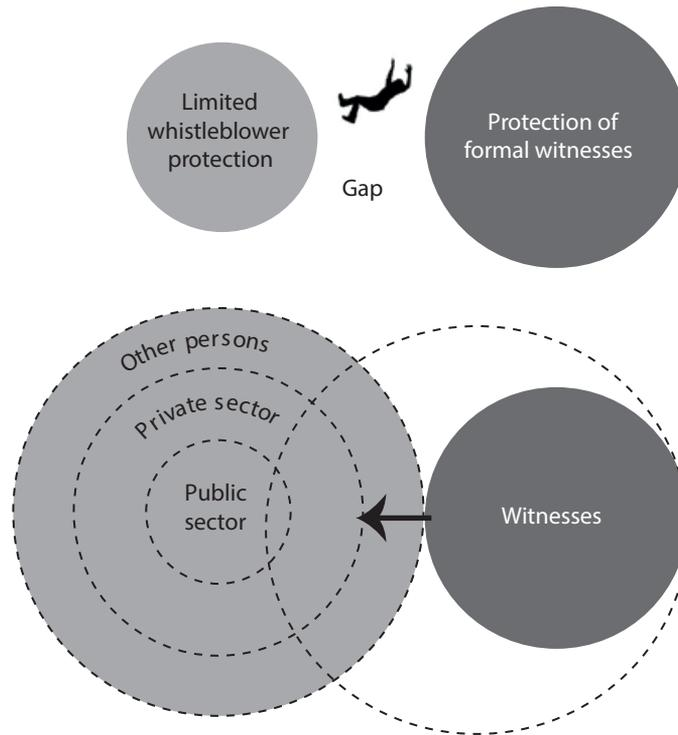 Limited
whistleblower
protection
Gap
Protection of
formal witnesses
Other persons
Private sector
Public
sector
Witnesses